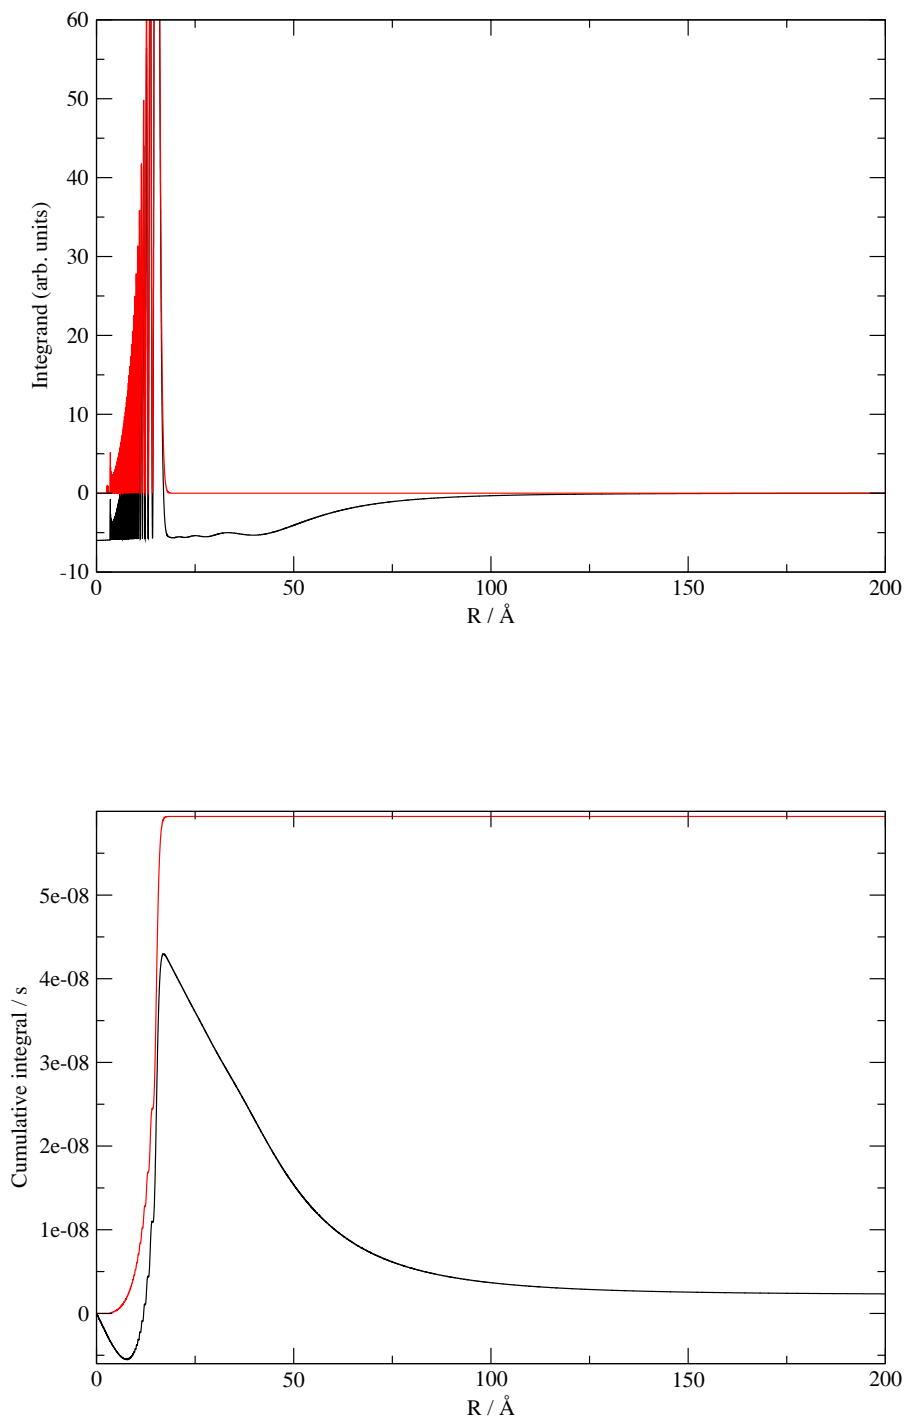 60
50
40
30
20
10
0
-10
Integrand (arb. units)
0 50 100 150 200
R / Å
5e-08
4e-08
3e-08
2e-08
1e-08
0
Cumulative integral / s
0 50 100 150 200
R / Å